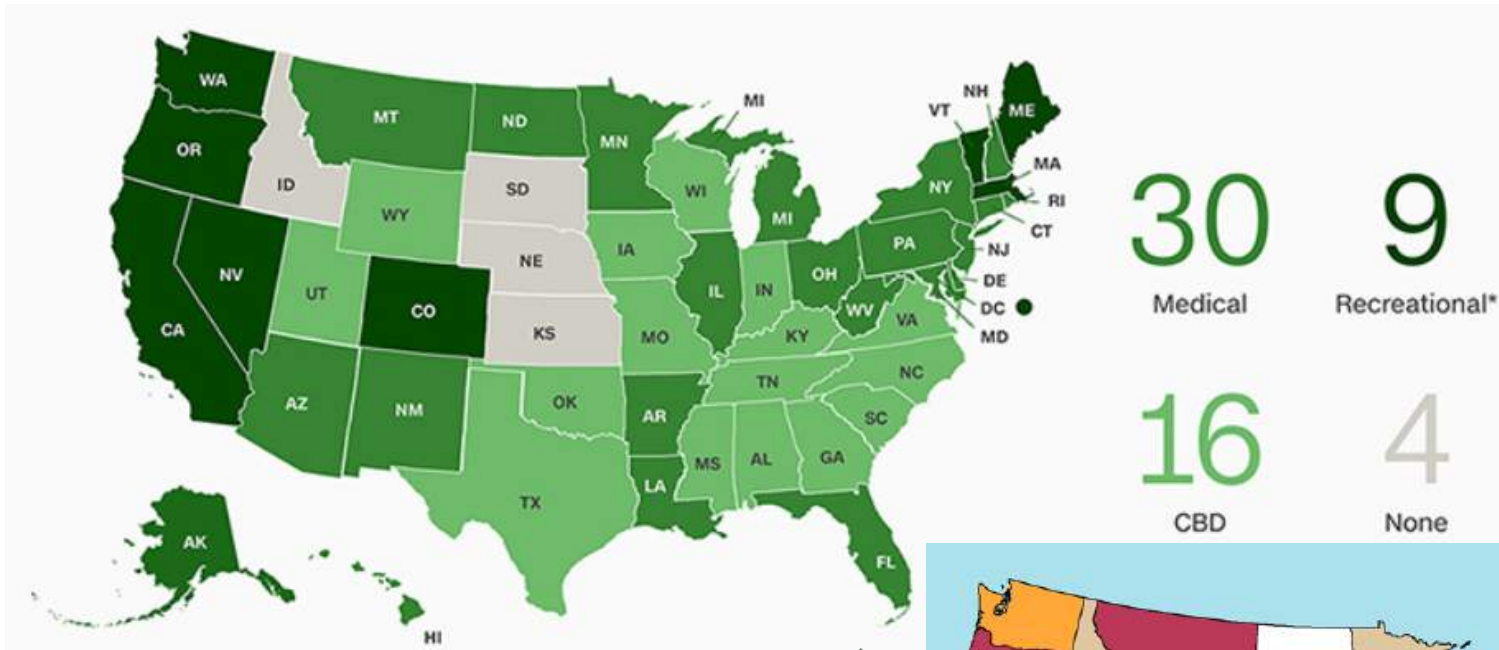 WA
MT
ND
MN
MI
VT
NH
ME
OR
ID
SD
WI
NY
MA
RI
CT
WY
MI
NV
UT
NE
IA
PA
NJ
CA
CO
KS
IL
IN
OH
DE
DC
MD
WV
VA
MO
KY
AZ
NM
OK
AR
TN
NC
SC
TX
LA
MS
AL
GA
FL
AK
HI
30
Medical
9
Recreational*
16
CBD
4
None